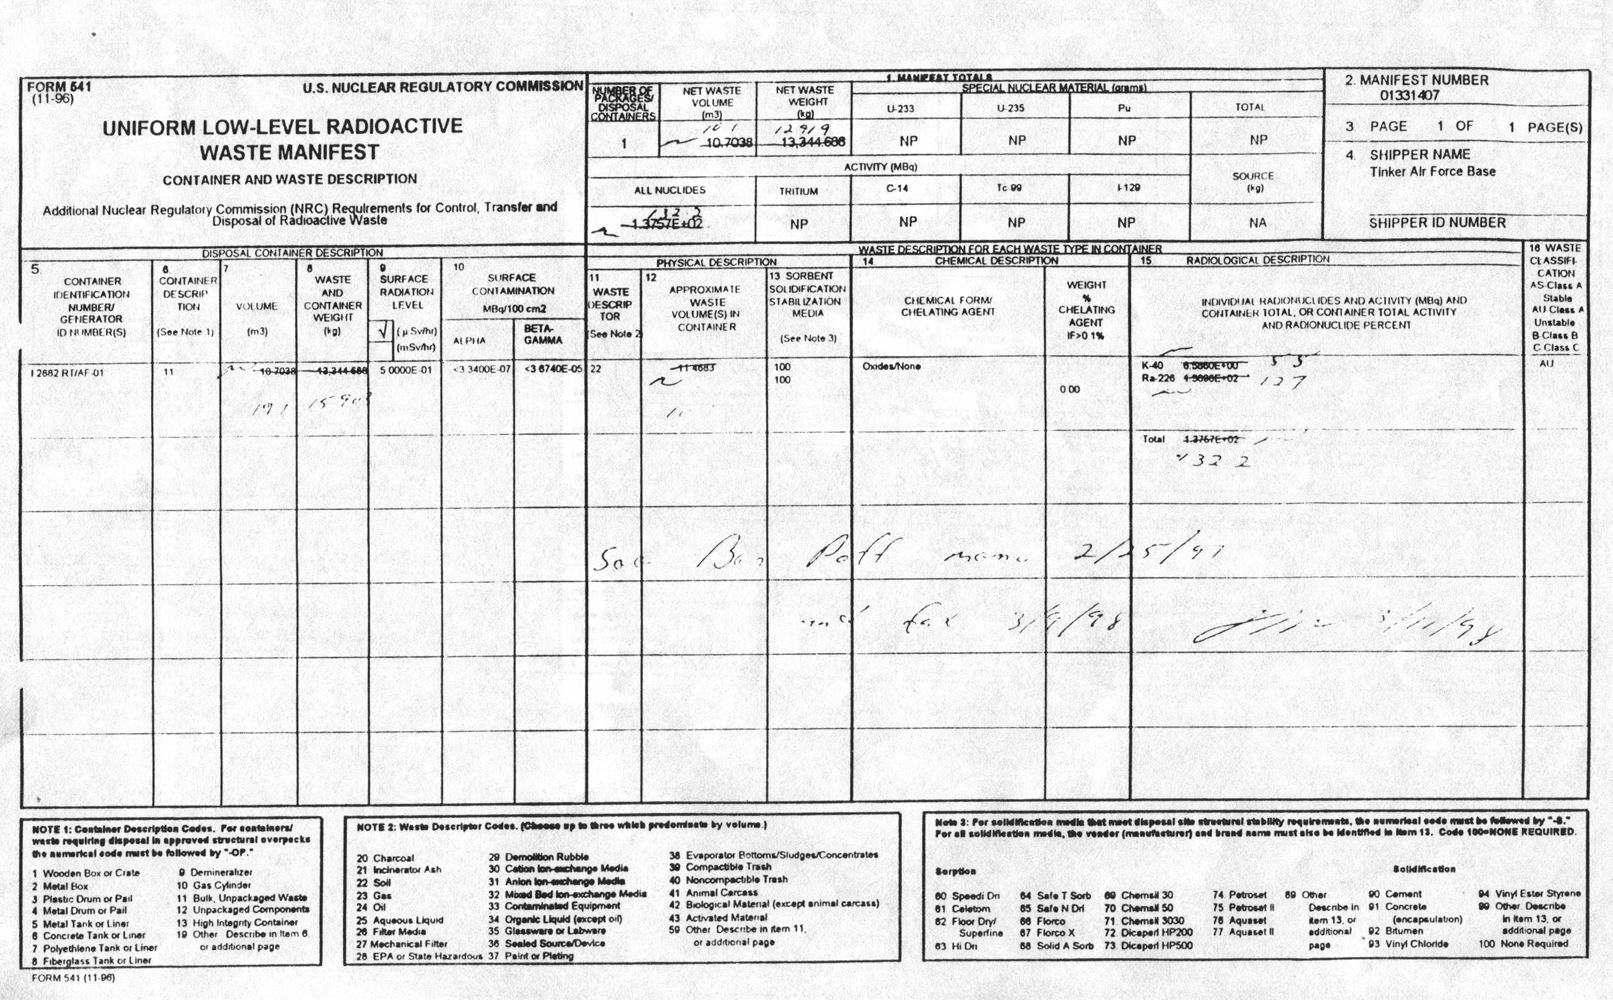 FORM 541
(11-96)
U.S. NUCLEAR REGULATORY COMMISSION
UNIFORM LOW-LEVEL RADIOACTIVE
WASTE MANIFEST
CONTAINER AND WASTE DESCRIPTION
Additional Nuclear Regulatory Commission (NRC) Requirements for Control, Transfer and
Disposal of Radioactive Waste
1. MANIFEST TOTALS
NUMBER OF
PACKAGES/
DISPOSAL
CONTAINERS
1
NET WASTE
VOLUME
(m3)
10 1
10.7038
NET WASTE
WEIGHT
(kg)
12919
13,344.688
SPECIAL NUCLEAR MATERIAL (grams)
U-233
U-235
Pu
TOTAL
NP
NP
NP
NP
ACTIVITY (MBq)
ALL NUCLIDES
TRITIUM
C-14
Tc-99
I-129
SOURCE
(kg)
132.2
1.3757E+02
NP
NP
NP
NP
NA
2. MANIFEST NUMBER
01331407
3. PAGE 1 OF 1 PAGE(S)
4. SHIPPER NAME
Tinker Air Force Base
SHIPPER ID NUMBER
DISPOSAL CONTAINER DESCRIPTION
WASTE DESCRIPTION FOR EACH WASTE TYPE IN CONTAINER
5.
CONTAINER
IDENTIFICATION
NUMBER/
GENERATOR
ID NUMBER(S)
6
CONTAINER
DESCRIP
TION
(See Note 1)
7
VOLUME
(m3)
8
WASTE
AND
CONTAINER
WEIGHT
(kg)
9
SURFACE
RADIATION
LEVEL
√ (µ Sv/hr)
(mSv/hr)
10
SURFACE
CONTAMINATION
MBq/100 cm2
ALPHA
BETA-
GAMMA
PHYSICAL DESCRIPTION
11
WASTE
DESCRIP
TOR
(See Note 2)
12
APPROXIMATE
WASTE
VOLUME(S) IN
CONTAINER
13 SORBENT
SOLIDIFICATION
STABILIZATION
MEDIA
(See Note 3)
14. CHEMICAL DESCRIPTION
CHEMICAL FORM/
CHELATING AGENT
WEIGHT
%
CHELATING
AGENT
IF>0 1%
15 RADIOLOGICAL DESCRIPTION
INDIVIDUAL RADIONUCLIDES AND ACTIVITY (MBq) AND
CONTAINER TOTAL, OR CONTAINER TOTAL ACTIVITY
AND RADIONUCLIDE PERCENT
16 WASTE
CLASSIFI-
CATION
AS-Class A
Stable
AU Class A
Unstable
B Class B
C Class C
11
10 7038
13,344 688
5 0000E-01
<3 3400E-07
<3 6740E-05
22
11 4683
100
100
Oxides/None
0 00
K-40 5 5
Ra-226 127
AU
Total 1.3757E+02
132 2
memo 2/25/97
fax 3/9/98
3/11/98
NOTE 1: Container Description Codes. For containers/
waste requiring disposal in approved structural overpacks
the numerical code must be followed by "-OP."
1 Wooden Box or Crate
2 Metal Box
3 Plastic Drum or Pail
4 Metal Drum or Pail
5 Metal Tank or Liner
6 Concrete Tank or Liner
7 Polyethylene Tank or Liner
8 Fiberglass Tank or Liner
9 Demineralizer
10 Gas Cylinder
11 Bulk, Unpackaged Waste
12 Unpackaged Components
13 High Integrity Container
19 Other Describe in Item 6
or additional page
NOTE 2: Waste Descriptor Codes. (Choose up to three which predominate by volume.)
20 Charcoal
21 Incinerator Ash
22 Soil
23 Gas
24 Oil
25 Aqueous Liquid
26 Filter Media
27 Mechanical Filter
28 EPA or State Hazardous
29 Demolition Rubble
30 Cation Ion-exchange Media
31 Anion Ion-exchange Media
32 Mixed Bed Ion-exchange Media
33 Contaminated Equipment
34 Organic Liquid (except oil)
35 Glassware or Labware
36 Sealed Source/Device
37 Paint or Plating
38 Evaporator Bottoms/Sludges/Concentrates
39 Compactible Trash
40 Noncompactible Trash
41 Animal Carcass
42 Biological Material (except animal carcass)
43 Activated Material
59 Other Describe in Item 11,
or additional page
Note 3: For solidification media that meet disposal site structural stability requirements, the numerical code must be followed by "-S."
For all solidification media, the vendor (manufacturer) and brand name must also be identified in Item 13. Code 100=NONE REQUIRED.
Sorption
60 Speedi Dri
61 Celetom
62 Floor Dry/
Superfine
63 Hi Dri
64 Safe T Sorb
65 Safe N Dri
66 Florco
67 Florco X
68 Solid A Sorb
69 Chemsil 30
70 Chemsil 50
71 Chemsil 3030
72 Dicaperl HP200
73 Dicaperl HP500
74 Petroset
75 Petroset II
76 Aquaset
77 Aquaset II
89 Other
Describe in
Item 13, or
additional
page
Solidification
90 Cement
91 Concrete
(encapsulation)
92 Bitumen
93 Vinyl Chloride
94 Vinyl Ester Styrene
99 Other. Describe
in Item 13, or
additional page
100 None Required
FORM 541 (11-96)